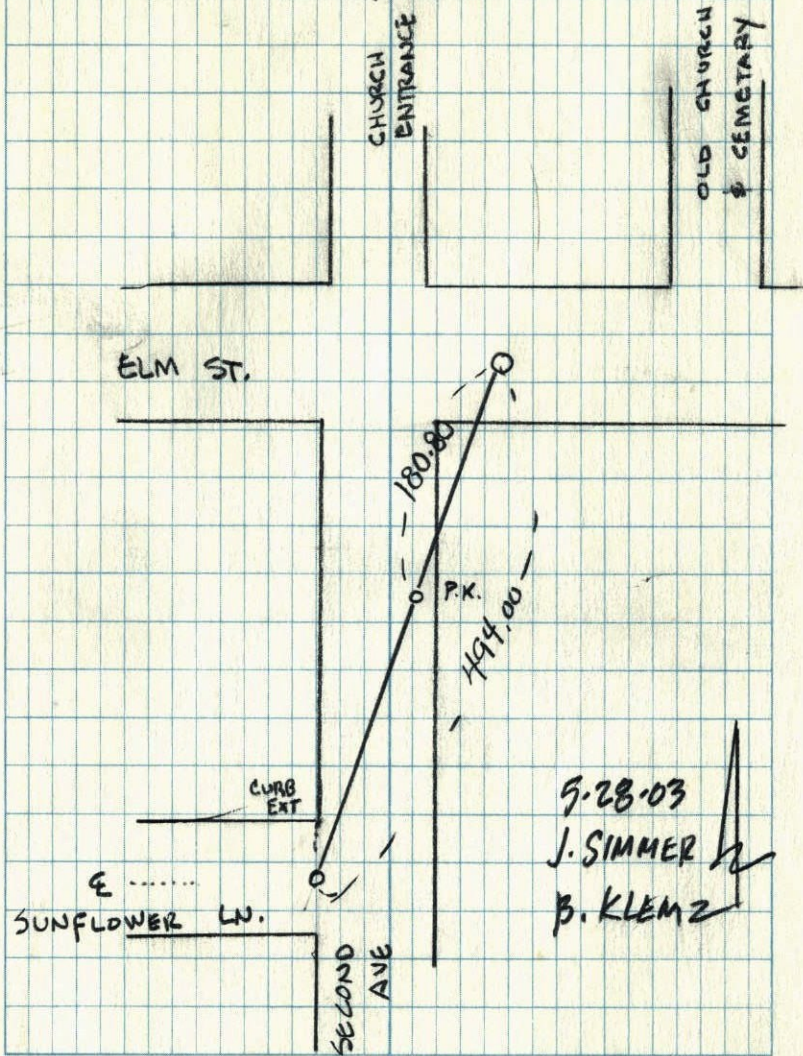 CHURCH
ENTRANCE
OLD CHURCH
& CEMETARY
ELM ST.
180.80
P.K.
494.00
CURB
EXT
℄
SUNFLOWER LN.
SECOND
AVE
5-28-03
J. SIMMER
B. KLEMZ